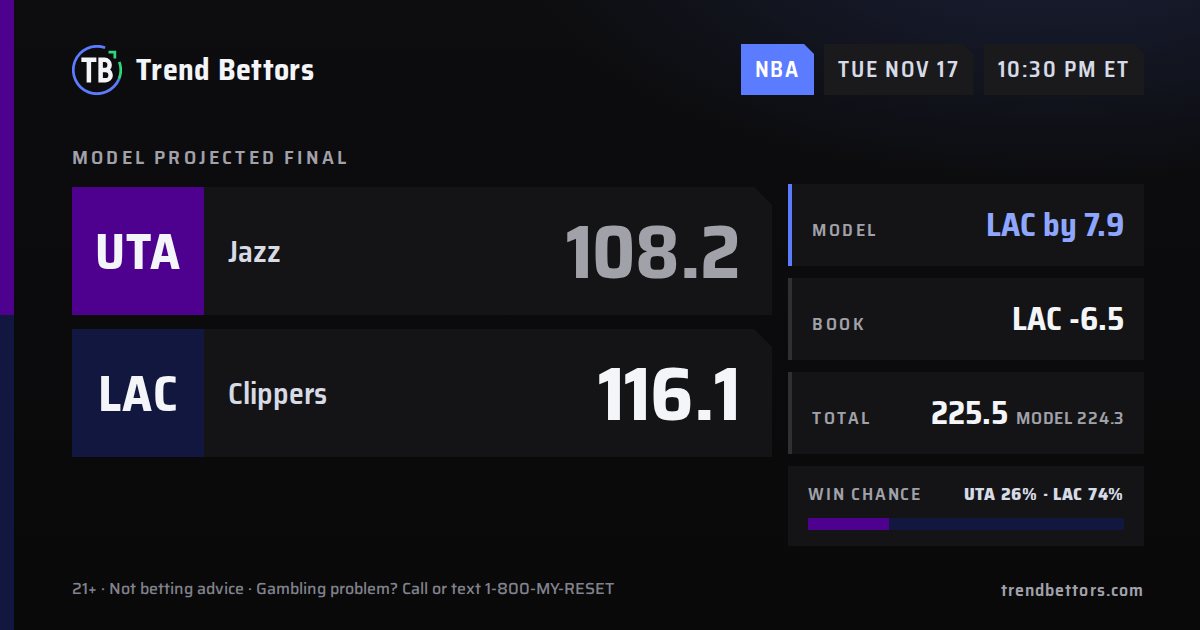 TB Trend Bettors
NBA TUE NOV 17 10:30 PM ET
MODEL PROJECTED FINAL
UTA Jazz 108.2
LAC Clippers 116.1
MODEL LAC by 7.9
BOOK LAC -6.5
TOTAL 225.5 MODEL 224.3
WIN CHANCE UTA 26% · LAC 74%
21+ · Not betting advice · Gambling problem? Call or text 1-800-MY-RESET
trendbettors.com